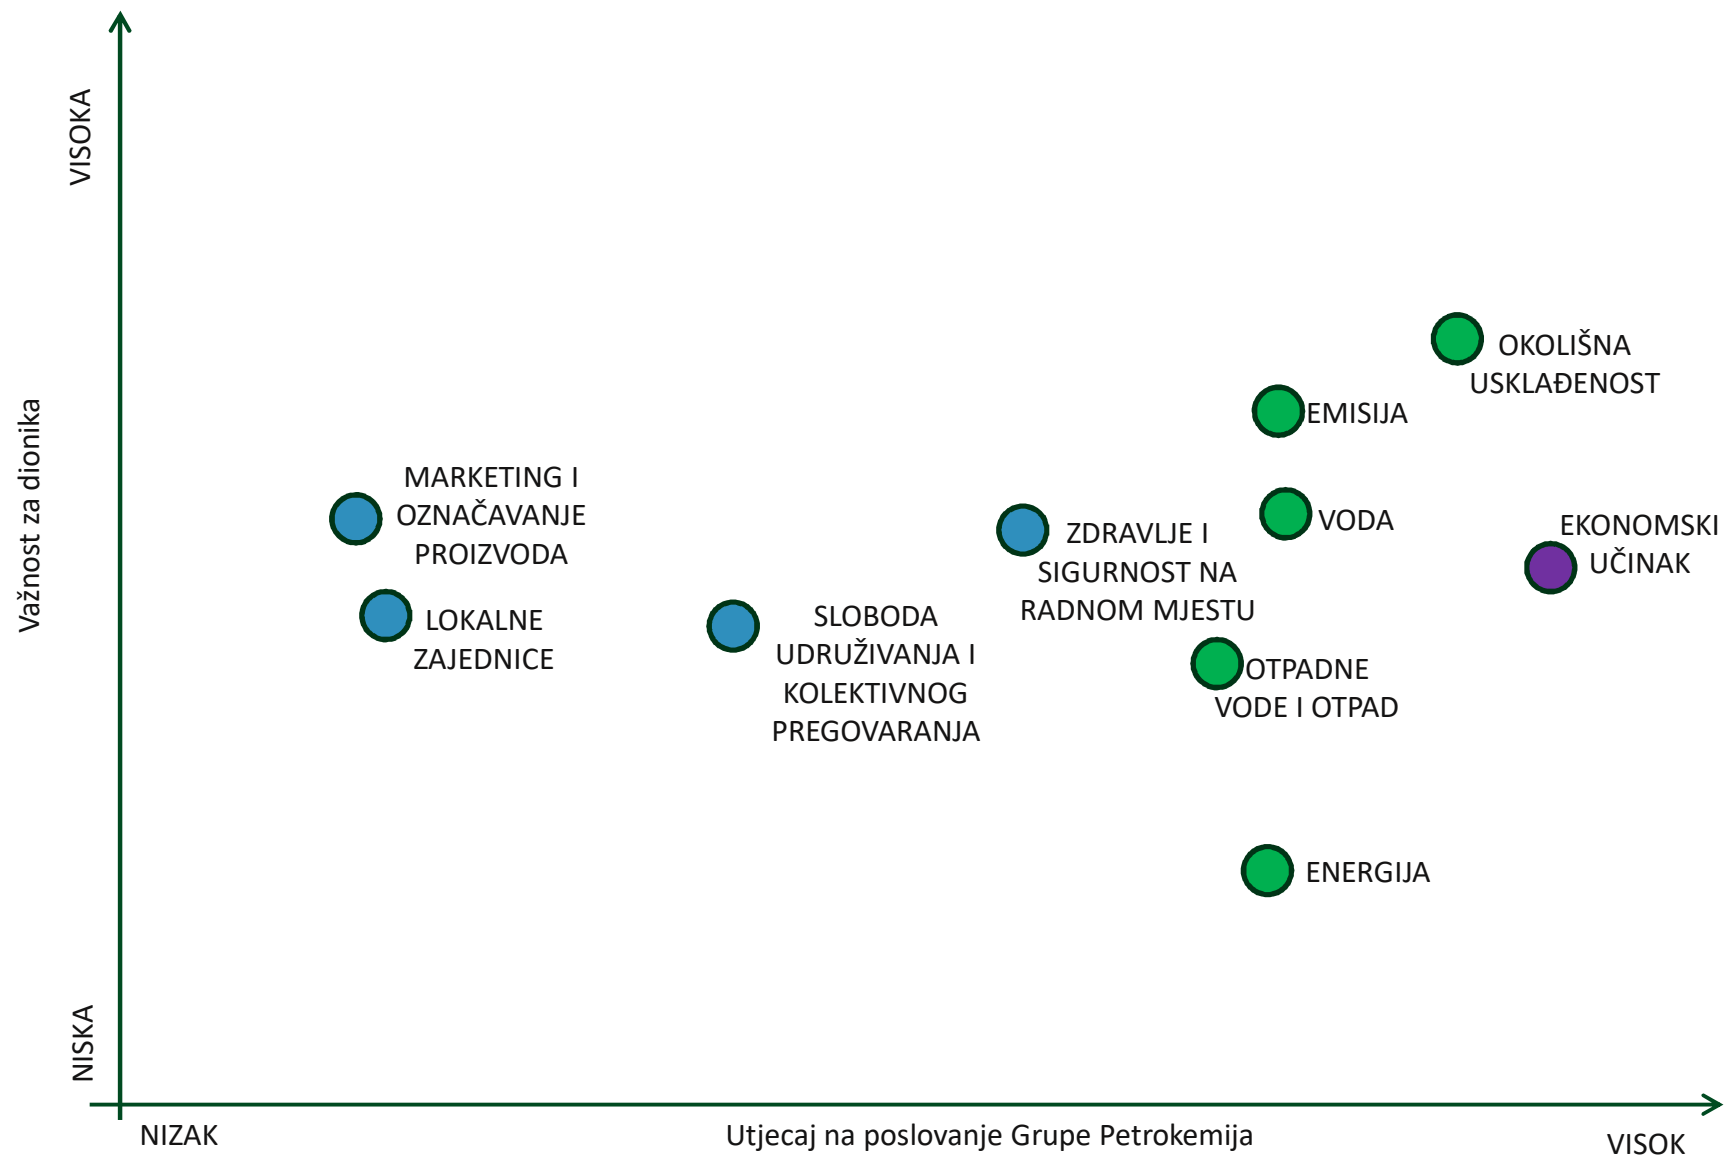 VISOKA
Važnost za dionika
NISKA
OKOLIŠNA
USKLAĐENOST
EMISIJA
MARKETING I
OZNAČAVANJE
PROIZVODA
VODA
EKONOMSKI
UČINAK
ZDRAVLJE I
SIGURNOST NA
RADNOM MJESTU
LOKALNE
ZAJEDNICE
SLOBODA
UDRUŽIVANJA I
KOLEKTIVNOG
PREGOVARANJA
OTPADNE
VODE I OTPAD
ENERGIJA
NIZAK
Utjecaj na poslovanje Grupe Petrokemija
VISOK